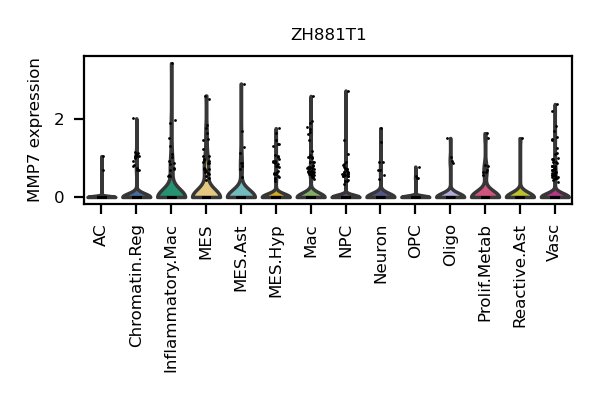 ZH881T1
MMP7 expression
2
0
AC
Chromatin.Reg
Inflammatory.Mac
MES
MES.Ast
MES.Hyp
Mac
NPC
Neuron
OPC
Oligo
Prolif.Metab
Reactive.Ast
Vasc